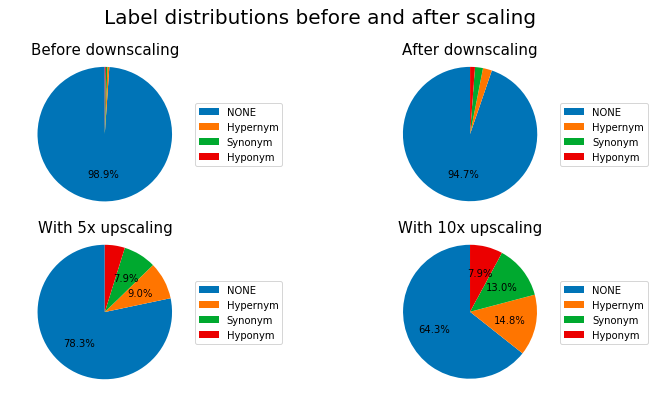 Label distributions before and after scaling
Before downscaling
98.9%
NONE
Hypernym
Synonym
Hyponym
After downscaling
94.7%
NONE
Hypernym
Synonym
Hyponym
With 5x upscaling
7.9%
9.0%
78.3%
NONE
Hypernym
Synonym
Hyponym
With 10x upscaling
7.9%
13.0%
14.8%
64.3%
NONE
Hypernym
Synonym
Hyponym